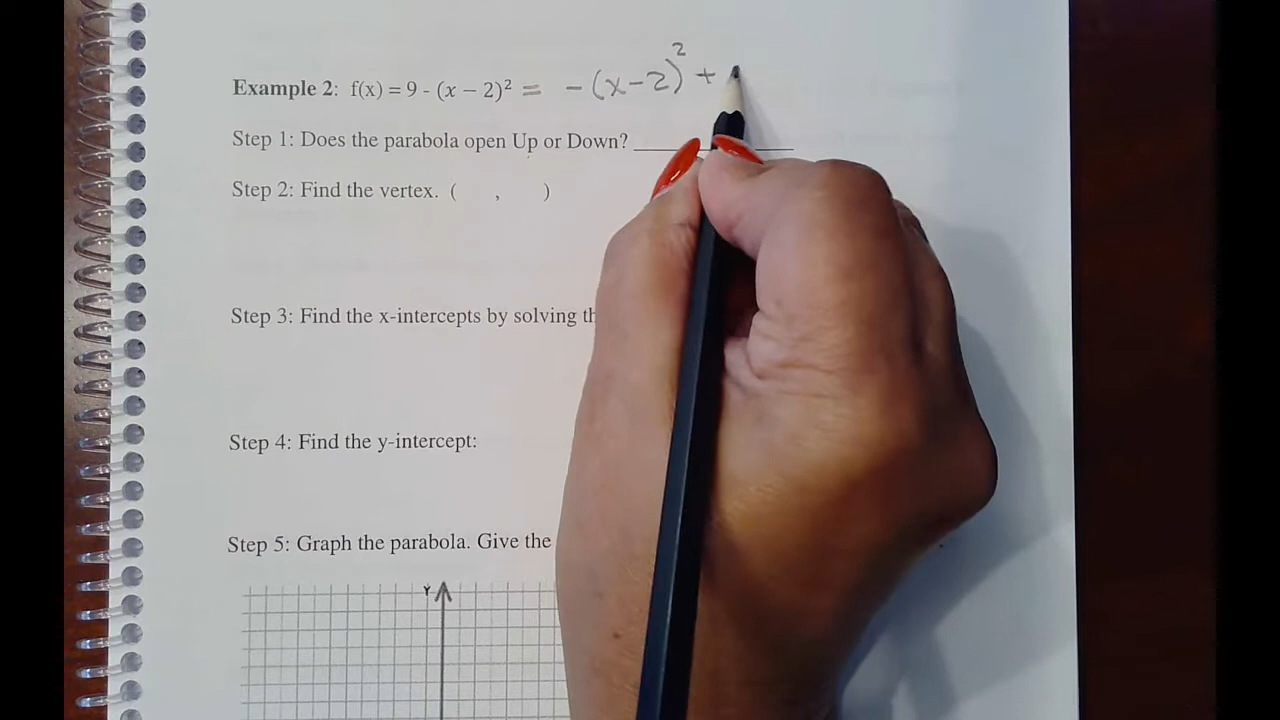 Example 2: f(x) = 9 - (x – 2)² = -(x-2)² +
Step 1: Does the parabola open Up or Down? ____________
Step 2: Find the vertex. ( , )
Step 3: Find the x-intercepts by solving
Step 4: Find the y-intercept:
Step 5: Graph the parabola. Give the
Y